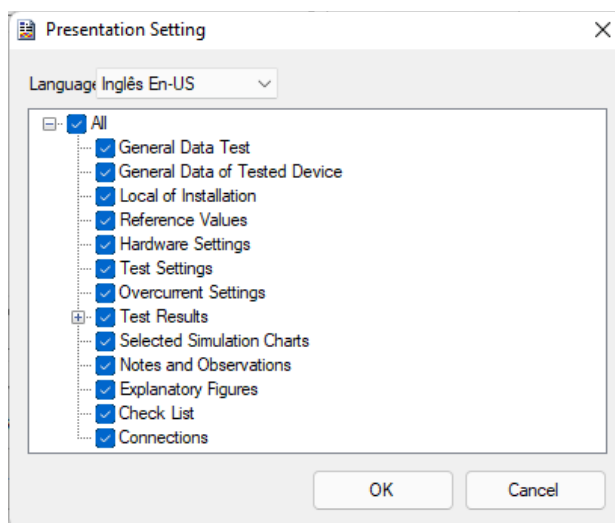 Presentation Setting
Language Inglês En-US
All
General Data Test
General Data of Tested Device
Local of Installation
Reference Values
Hardware Settings
Test Settings
Overcurrent Settings
Test Results
Selected Simulation Charts
Notes and Observations
Explanatory Figures
Check List
Connections
OK Cancel